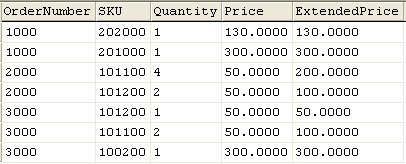 OrderNumber SKU Quantity Price ExtendedPrice
1000 202000 1 130.0000 130.0000
1000 201000 1 300.0000 300.0000
2000 101100 4 50.0000 200.0000
2000 101200 2 50.0000 100.0000
3000 101200 1 50.0000 50.0000
3000 101100 2 50.0000 100.0000
3000 100200 1 300.0000 300.0000